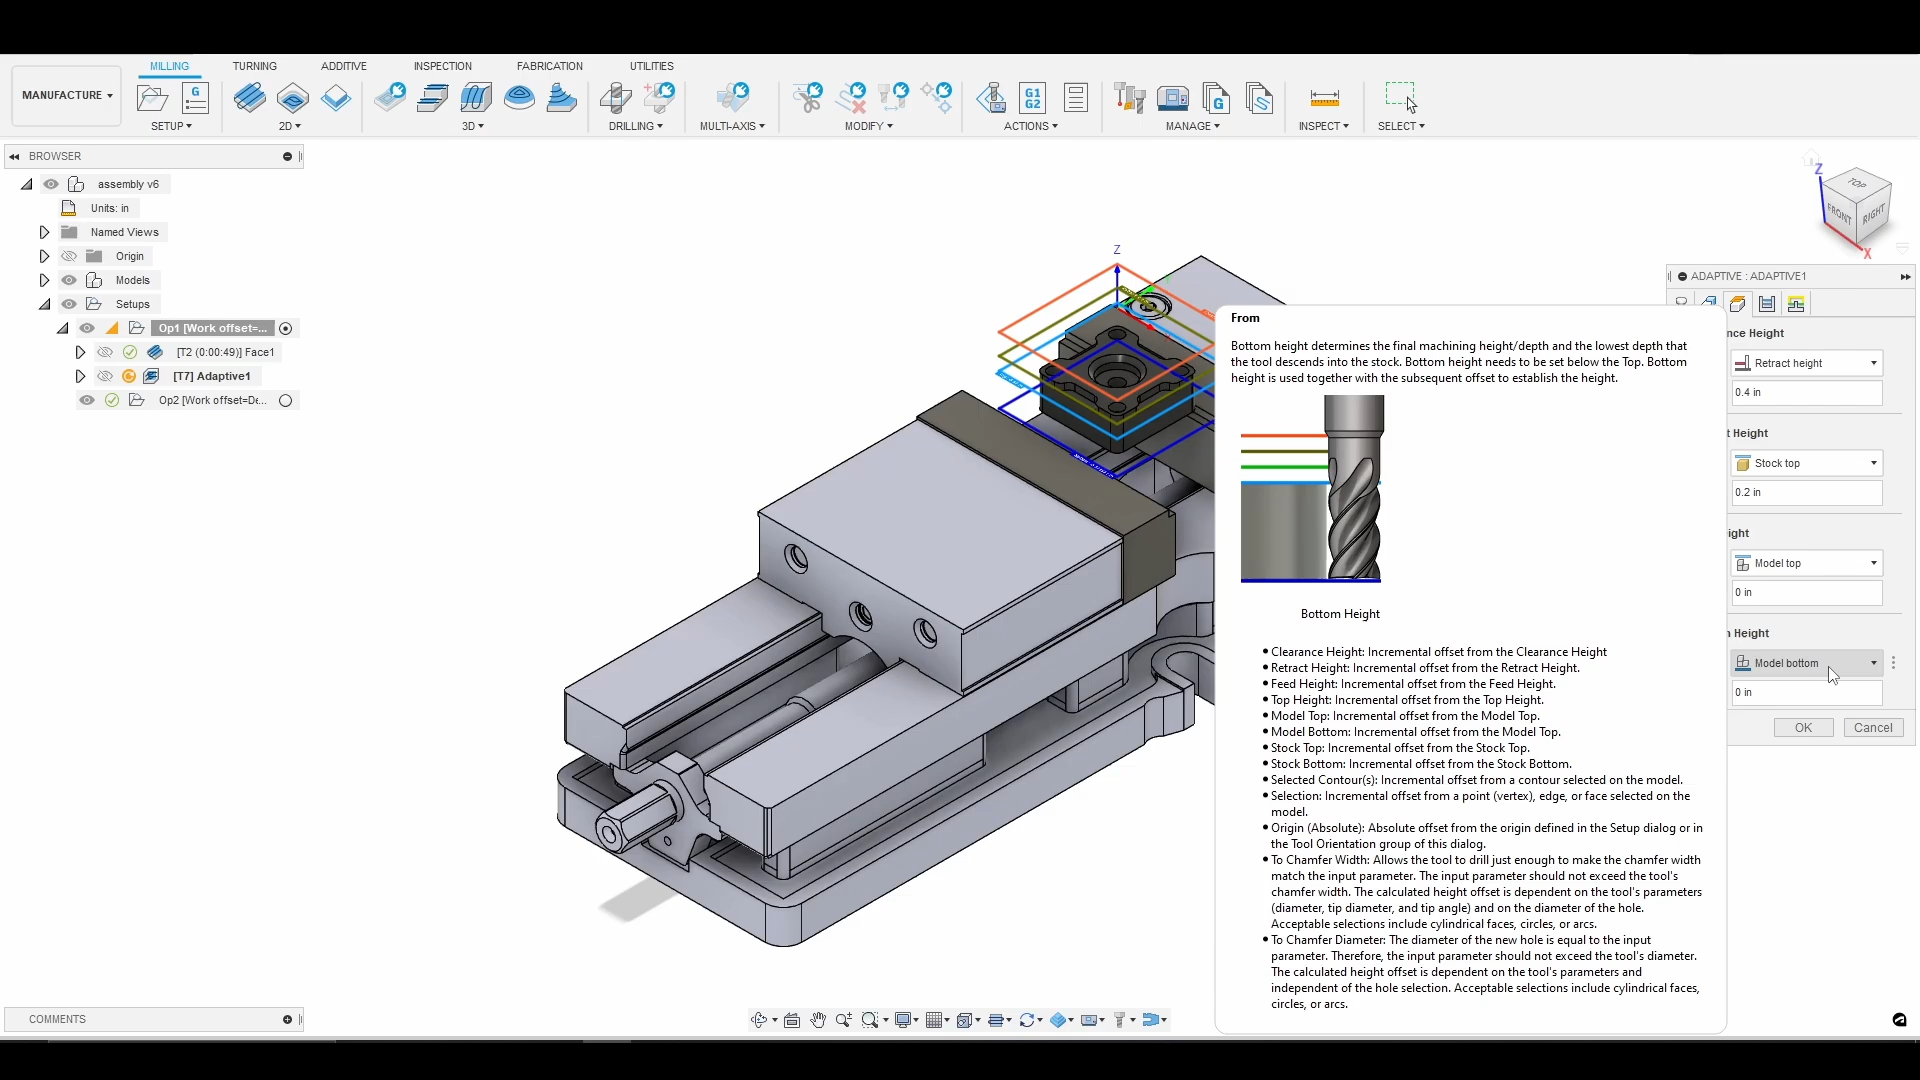 MILLING TURNING ADDITIVE INSPECTION FABRICATION UTILITIES
MANUFACTURE
G
G1
G2
G
SETUP 2D 3D DRILLING MULTI-AXIS MODIFY ACTIONS MANAGE INSPECT SELECT
BROWSER
assembly v6
Units: in
Named Views
Origin
Models
Setups
Op1 [Work offset=...
[T2 (0:00:49)] Face1
[T7] Adaptive1
Op2 [Work offset=De...
Z
Z
TOP
FRONT
RIGHT
X
ADAPTIVE : ADAPTIVE1
nce Height
Retract height
0.4 in
t Height
Stock top
0.2 in
ight
Model top
0 in
n Height
Model bottom
0 in
OK Cancel
From
Bottom height determines the final machining height/depth and the lowest depth that
the tool descends into the stock. Bottom height needs to be set below the Top. Bottom
height is used together with the subsequent offset to establish the height.
Bottom Height
•Clearance Height: Incremental offset from the Clearance Height
•Retract Height: Incremental offset from the Retract Height.
•Feed Height: Incremental offset from the Feed Height.
•Top Height: Incremental offset from the Top Height.
•Model Top: Incremental offset from the Model Top.
•Model Bottom: Incremental offset from the Model Top.
•Stock Top: Incremental offset from the Stock Top.
•Stock Bottom: Incremental offset from the Stock Bottom.
•Selected Contour(s): Incremental offset from a contour selected on the model.
•Selection: Incremental offset from a point (vertex), edge, or face selected on the
model.
•Origin (Absolute): Absolute offset from the origin defined in the Setup dialog or in
the Tool Orientation group of this dialog.
•To Chamfer Width: Allows the tool to drill just enough to make the chamfer width
match the input parameter. The input parameter should not exceed the tool's
chamfer width. The calculated height offset is dependent on the tool's parameters
(diameter, tip diameter, and tip angle) and on the diameter of the hole.
Acceptable selections include cylindrical faces, circles, or arcs.
•To Chamfer Diameter: The diameter of the new hole is equal to the input
parameter. Therefore, the input parameter should not exceed the tool's diameter.
The calculated height offset is dependent on the tool's parameters and
independent of the hole selection. Acceptable selections include cylindrical faces,
circles, or arcs.
COMMENTS